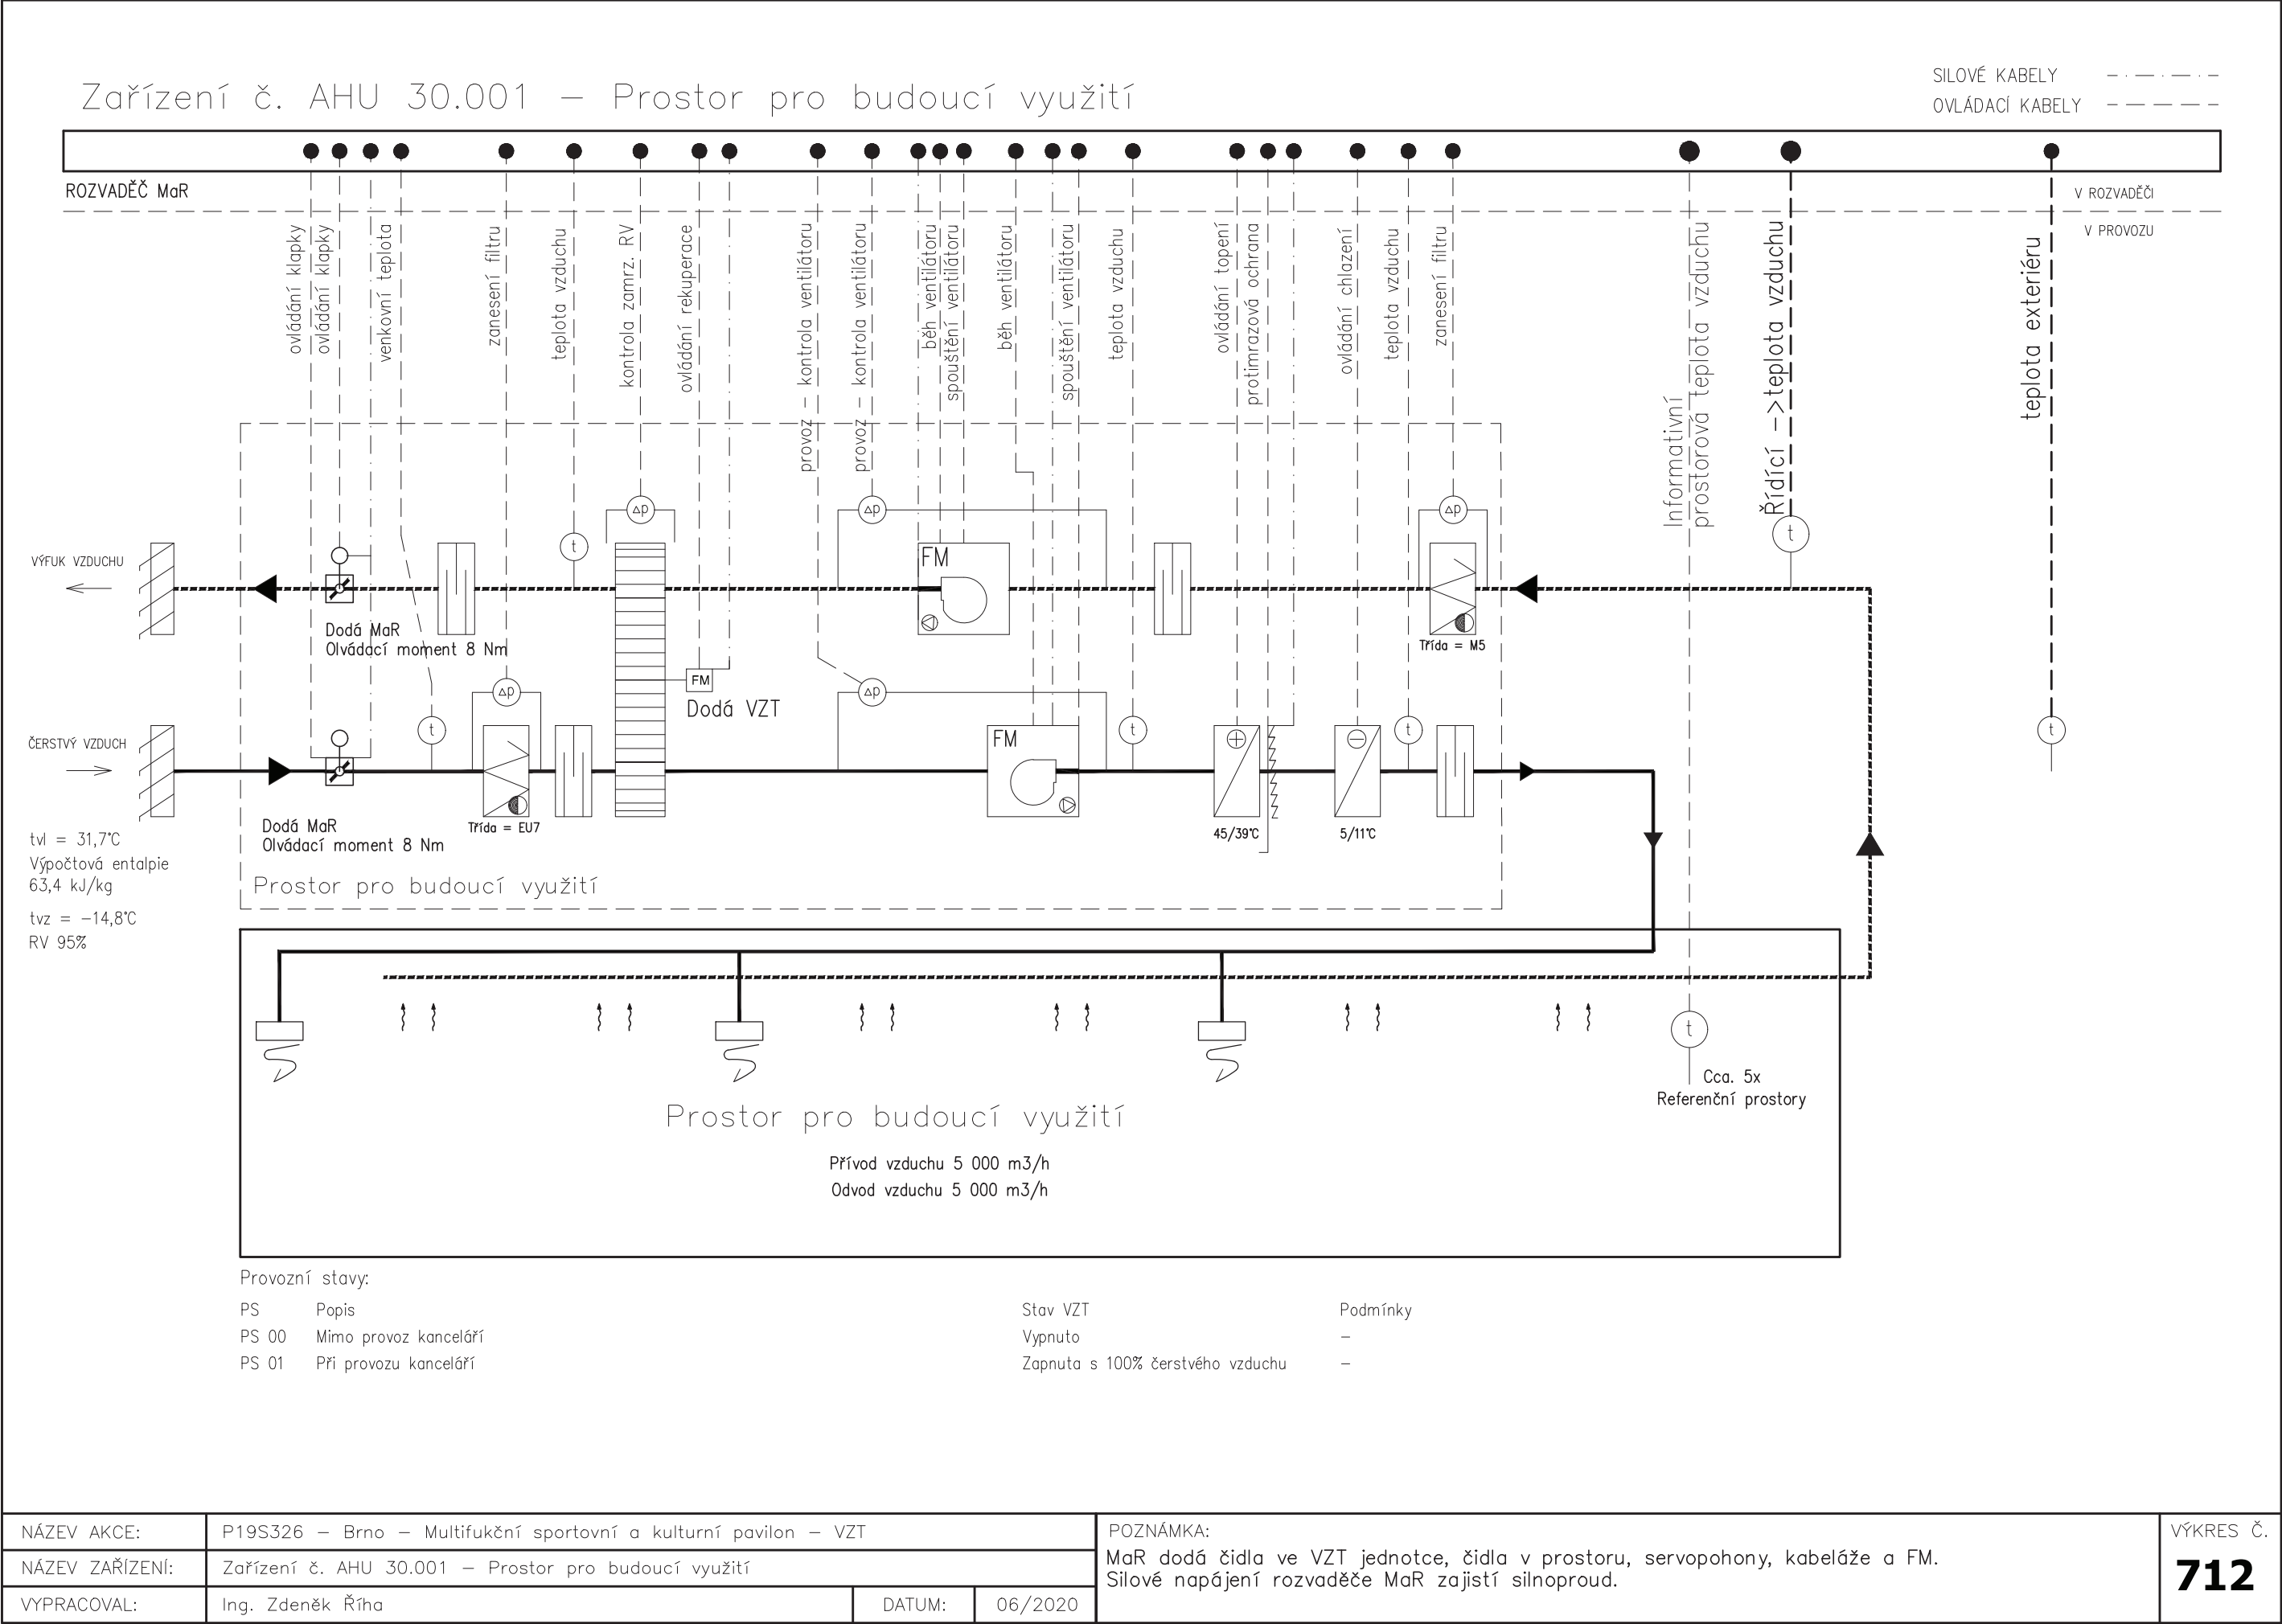 Zařízení č. AHU 30.001 – Prostor pro budoucí využití
SILOVÉ KABELY
OVLÁDACÍ KABELY
ROZVADĚČ MaR
V ROZVADĚČI
V PROVOZU
ovládání klapky
ovládání klapky
venkovní teplota
zanesení filtru
teplota vzduchu
kontrola zamrz. RV
ovládání rekuperace
provoz – kontrola ventilátoru
provoz – kontrola ventilátoru
běh ventilátoru
spouštění ventilátoru
běh ventilátoru
spouštění ventilátoru
teplota vzduchu
ovládání topení
protimrazová ochrana
ovládání chlazení
teplota vzduchu
zanesení filtru
Informativní
prostorová teplota vzduchu
Řídící ->teplota vzduchu
teplota exteriéru
Δp
Δp
Δp
t
t
FM
VÝFUK VZDUCHU
Dodá MaR
Olvádací moment 8 Nm
Třída = M5
FM
Dodá VZT
Δp
Δp
t
t
t
t
FM
ČERSTVÝ VZDUCH
Dodá MaR
Olvádací moment 8 Nm
Třída = EU7
45/39°C
5/11°C
tvl = 31,7°C
Výpočtová entalpie
63,4 kJ/kg
tvz = –14,8°C
RV 95%
Prostor pro budoucí využití
t
Cca. 5x
Referenční prostory
Prostor pro budoucí využití
Přívod vzduchu 5 000 m3/h
Odvod vzduchu 5 000 m3/h
Provozní stavy:
PS Popis Stav VZT Podmínky
PS 00 Mimo provoz kanceláří Vypnuto –
PS 01 Při provozu kanceláří Zapnuta s 100% čerstvého vzduchu –
NÁZEV AKCE: P19S326 – Brno – Multifukční sportovní a kulturní pavilon – VZT
NÁZEV ZAŘÍZENÍ: Zařízení č. AHU 30.001 – Prostor pro budoucí využití
VYPRACOVAL: Ing. Zdeněk Říha DATUM: 06/2020
POZNÁMKA:
MaR dodá čidla ve VZT jednotce, čidla v prostoru, servopohony, kabeláže a FM.
Silové napájení rozvaděče MaR zajistí silnoproud.
VÝKRES Č.
712